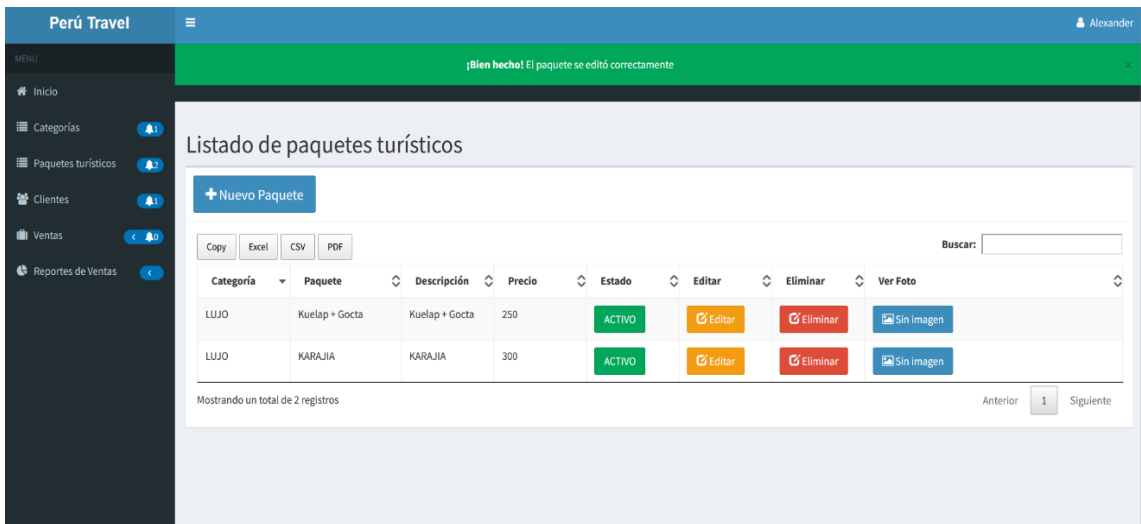 Perú Travel
Alexander
MENU
¡Bien hecho! El paquete se editó correctamente ×
Inicio
Categorías 1
Paquetes turísticos 2
Clientes 1
Ventas 0
Reportes de Ventas
Listado de paquetes turísticos
Nuevo Paquete
Copy Excel CSV PDF Buscar:
Categoría Paquete Descripción Precio Estado Editar Eliminar Ver Foto
LUJO Kuelap + Gocta Kuelap + Gocta 250 ACTIVO Editar Eliminar Sin imagen
LUJO KARAJIA KARAJIA 300 ACTIVO Editar Eliminar Sin imagen
Mostrando un total de 2 registros Anterior 1 Siguiente